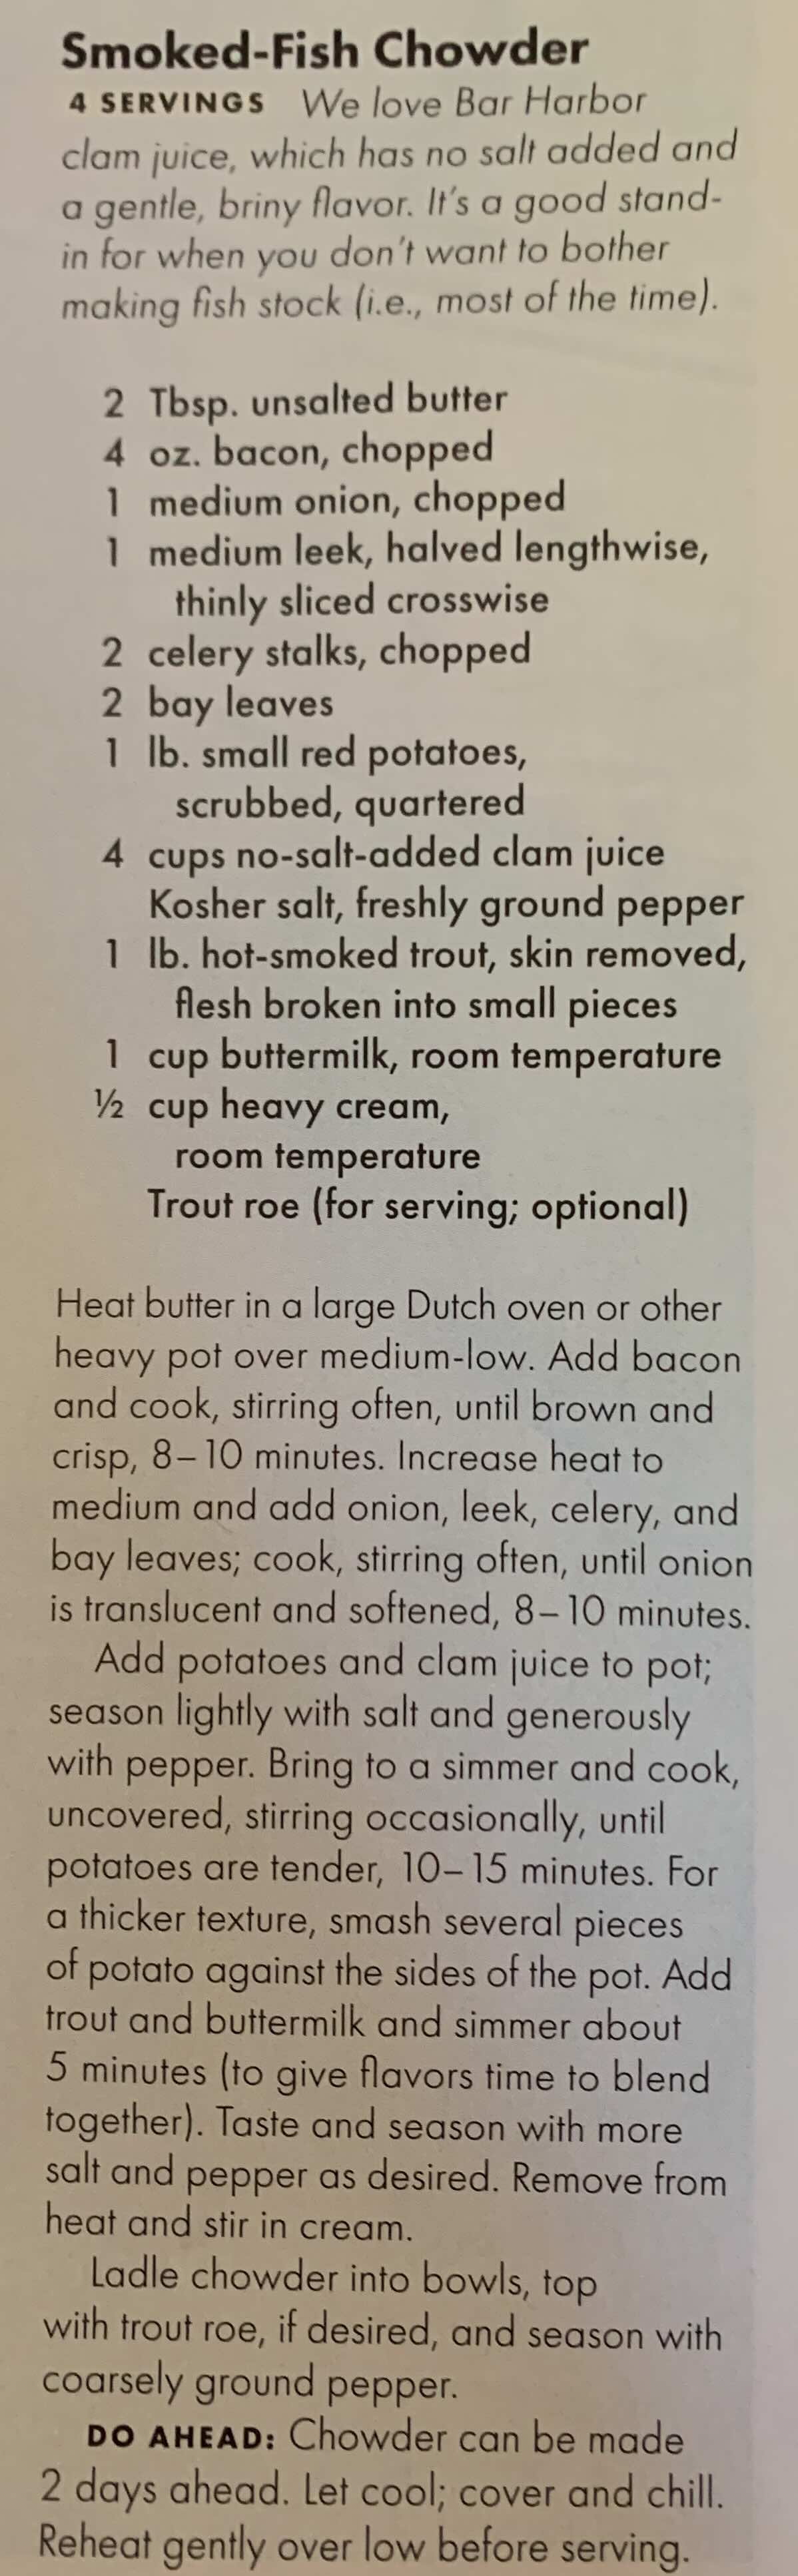 Smoked-Fish Chowder
4 SERVINGS We love Bar Harbor
clam juice, which has no salt added and
a gentle, briny flavor. It's a good stand-
in for when you don't want to bother
making fish stock (i.e., most of the time).
2 Tbsp. unsalted butter
4 oz. bacon, chopped
1 medium onion, chopped
1 medium leek, halved lengthwise,
thinly sliced crosswise
2 celery stalks, chopped
2 bay leaves
1 lb. small red potatoes,
scrubbed, quartered
4 cups no-salt-added clam juice
Kosher salt, freshly ground pepper
1 lb. hot-smoked trout, skin removed,
flesh broken into small pieces
1 cup buttermilk, room temperature
½ cup heavy cream,
room temperature
Trout roe (for serving; optional)
Heat butter in a large Dutch oven or other
heavy pot over medium-low. Add bacon
and cook, stirring often, until brown and
crisp, 8–10 minutes. Increase heat to
medium and add onion, leek, celery, and
bay leaves; cook, stirring often, until onion
is translucent and softened, 8–10 minutes.
Add potatoes and clam juice to pot;
season lightly with salt and generously
with pepper. Bring to a simmer and cook,
uncovered, stirring occasionally, until
potatoes are tender, 10–15 minutes. For
a thicker texture, smash several pieces
of potato against the sides of the pot. Add
trout and buttermilk and simmer about
5 minutes (to give flavors time to blend
together). Taste and season with more
salt and pepper as desired. Remove from
heat and stir in cream.
Ladle chowder into bowls, top
with trout roe, if desired, and season with
coarsely ground pepper.
DO AHEAD: Chowder can be made
2 days ahead. Let cool; cover and chill.
Reheat gently over low before serving.